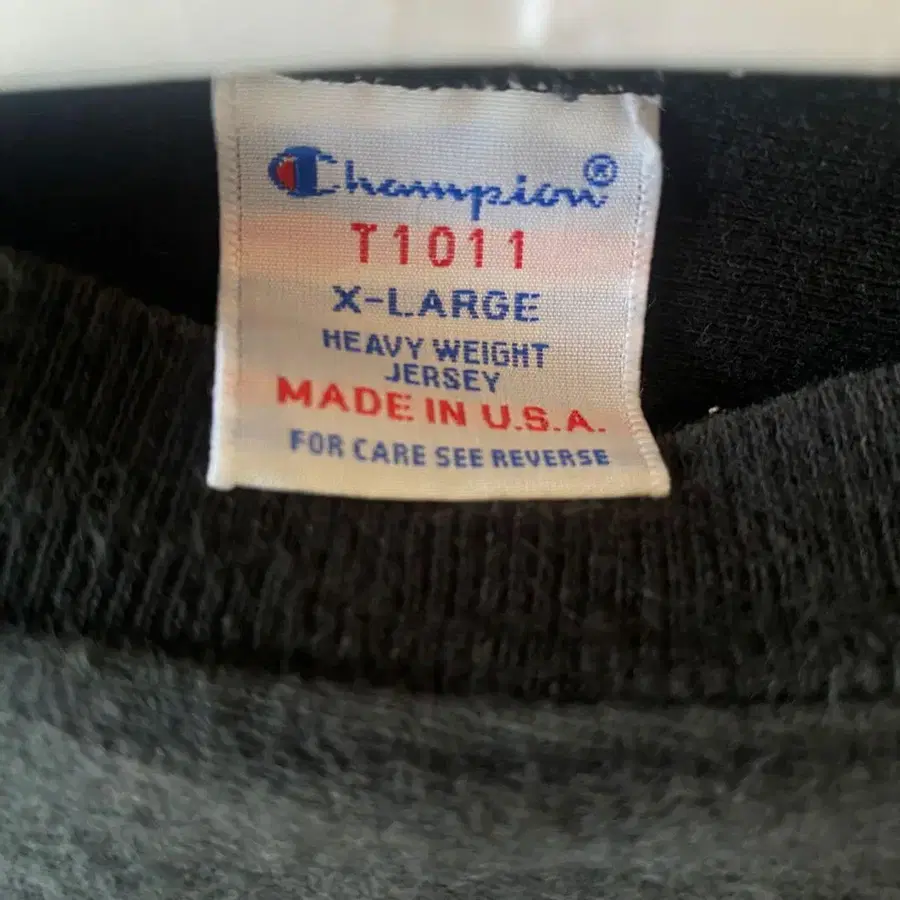 Champion®
T1011
X-LARGE
HEAVY WEIGHT
JERSEY
MADE IN U.S.A.
FOR CARE SEE REVERSE